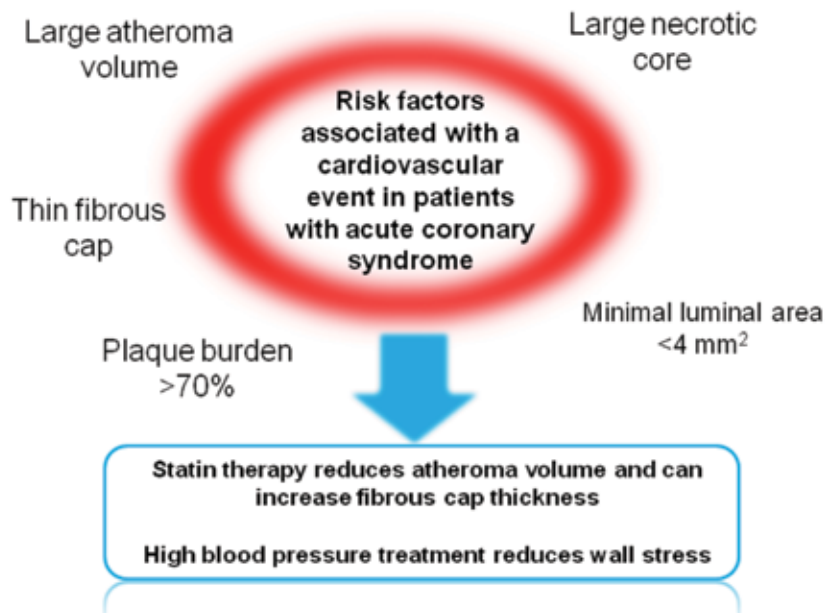 Large atheroma
volume
Large necrotic
core
Risk factors
associated with a
cardiovascular
event in patients
with acute coronary
syndrome
Thin fibrous
cap
Minimal luminal area
<4 mm²
Plaque burden
>70%
Statin therapy reduces atheroma volume and can
increase fibrous cap thickness
High blood pressure treatment reduces wall stress